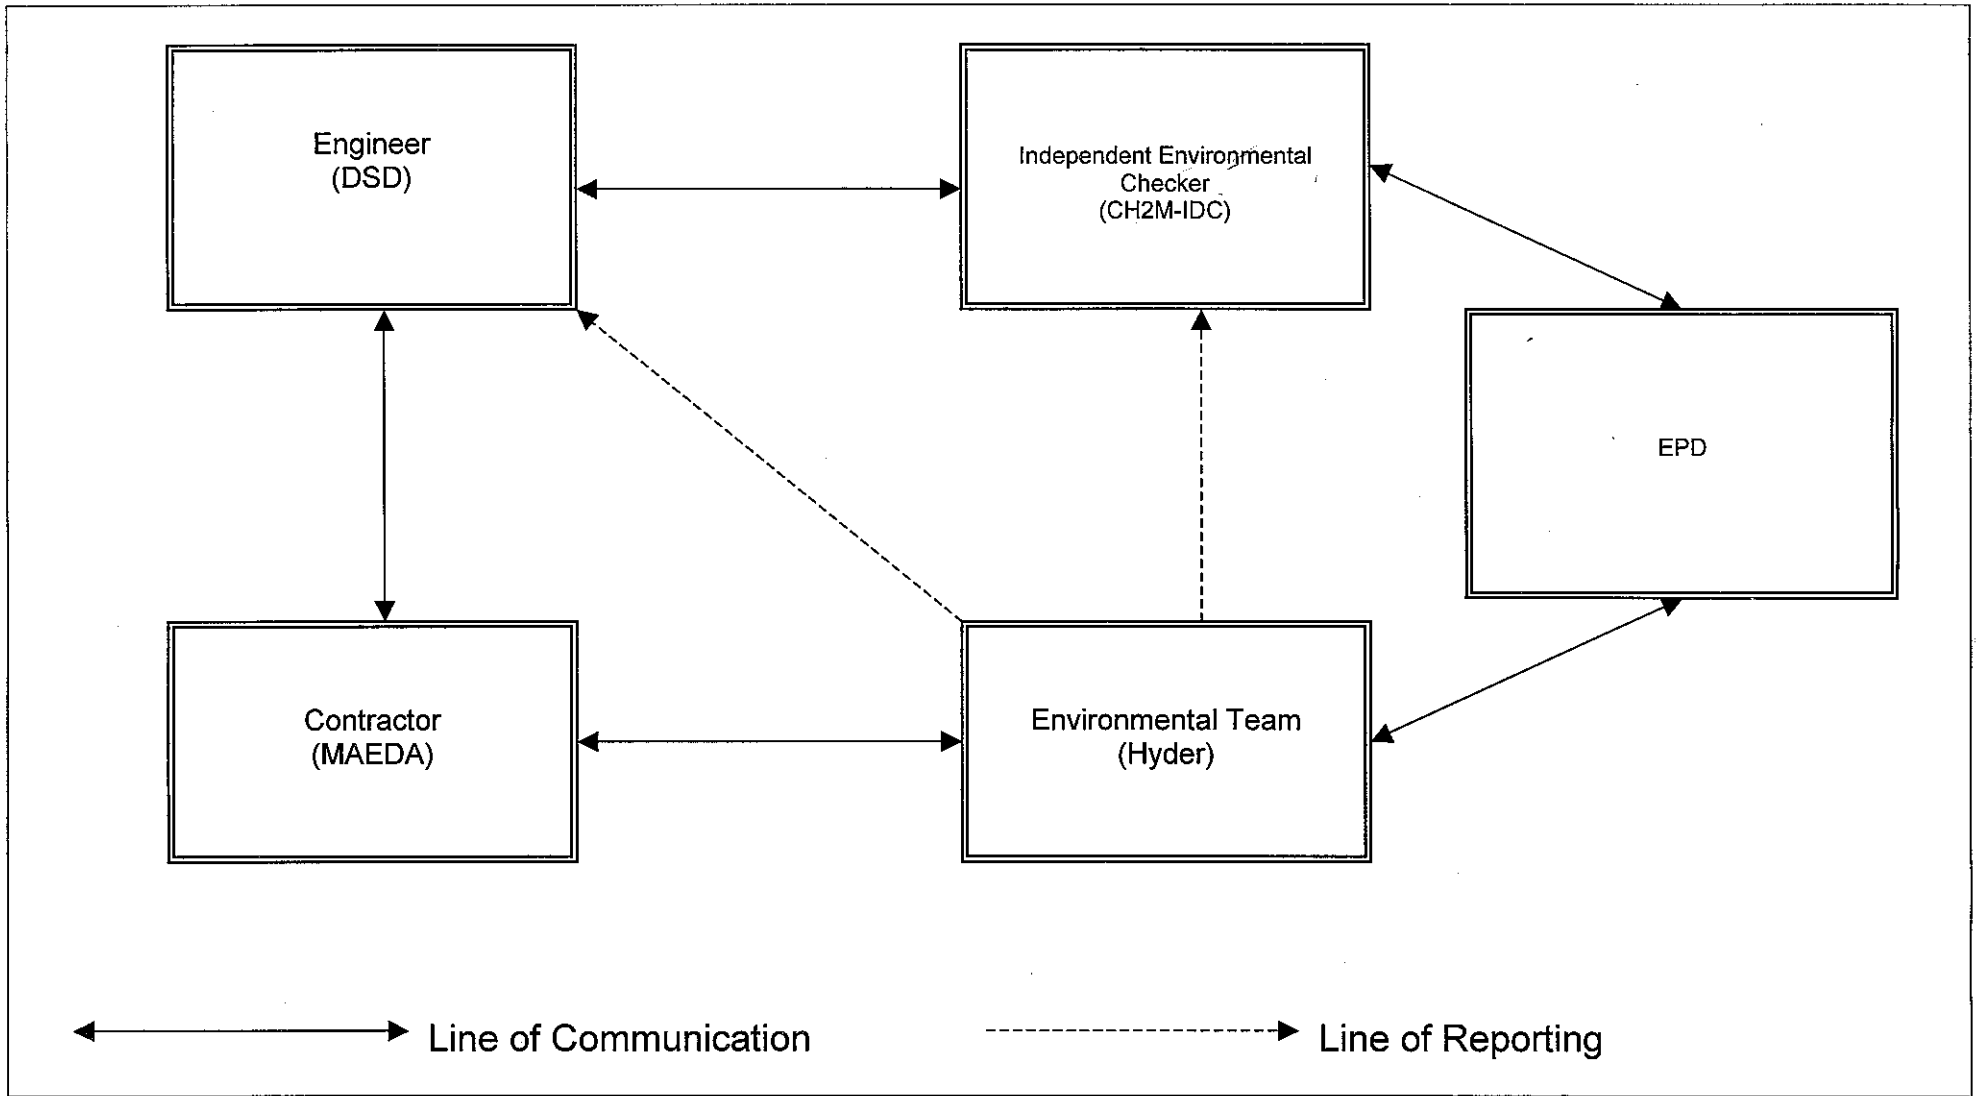 Engineer
(DSD)
Independent Environmental
Checker
(CH2M-IDC)
EPD
Contractor
(MAEDA)
Environmental Team
(Hyder)
Line of Communication
Line of Reporting